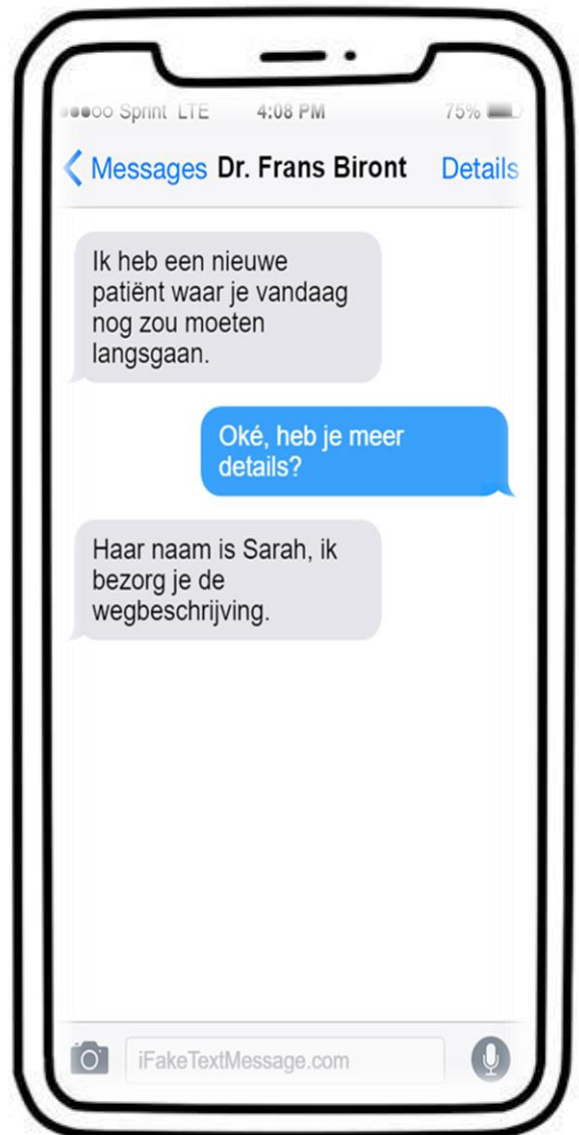 Sprint LTE 4:08 PM 75%
Messages Dr. Frans Biront Details
Ik heb een nieuwe
patiënt waar je vandaag
nog zou moeten
langsgaan.
Oké, heb je meer
details?
Haar naam is Sarah, ik
bezorg je de
wegbeschrijving.
iFakeTextMessage.com